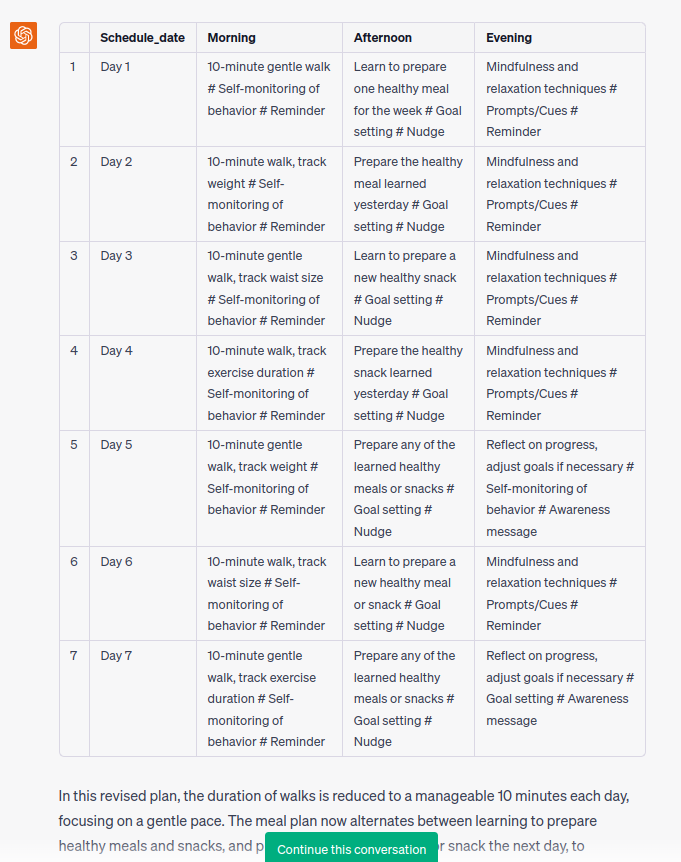 Schedule_date
Morning
Afternoon
Evening
1
Day 1
10-minute gentle walk
# Self-monitoring of
behavior # Reminder
Learn to prepare
one healthy meal
for the week # Goal
setting # Nudge
Mindfulness and
relaxation techniques #
Prompts/Cues #
Reminder
2
Day 2
10-minute walk, track
weight # Self-
monitoring of
behavior # Reminder
Prepare the healthy
meal learned
yesterday # Goal
setting # Nudge
Mindfulness and
relaxation techniques #
Prompts/Cues #
Reminder
3
Day 3
10-minute gentle
walk, track waist size
# Self-monitoring of
behavior # Reminder
Learn to prepare a
new healthy snack
# Goal setting #
Nudge
Mindfulness and
relaxation techniques #
Prompts/Cues #
Reminder
4
Day 4
10-minute walk, track
exercise duration #
Self-monitoring of
behavior # Reminder
Prepare the healthy
snack learned
yesterday # Goal
setting # Nudge
Mindfulness and
relaxation techniques #
Prompts/Cues #
Reminder
5
Day 5
10-minute gentle
walk, track weight #
Self-monitoring of
behavior # Reminder
Prepare any of the
learned healthy
meals or snacks #
Goal setting #
Nudge
Reflect on progress,
adjust goals if necessary #
Self-monitoring of
behavior # Awareness
message
6
Day 6
10-minute walk, track
waist size # Self-
monitoring of
behavior # Reminder
Learn to prepare a
new healthy meal
or snack # Goal
setting # Nudge
Mindfulness and
relaxation techniques #
Prompts/Cues #
Reminder
7
Day 7
10-minute gentle
walk, track exercise
duration # Self-
monitoring of
behavior # Reminder
Prepare any of the
learned healthy
meals or snacks #
Goal setting #
Nudge
Reflect on progress,
adjust goals if necessary #
Goal setting # Awareness
message
In this revised plan, the duration of walks is reduced to a manageable 10 minutes each day,
focusing on a gentle pace. The meal plan now alternates between learning to prepare
healthy meals and snacks, and snack the next day, to
Continue this conversation